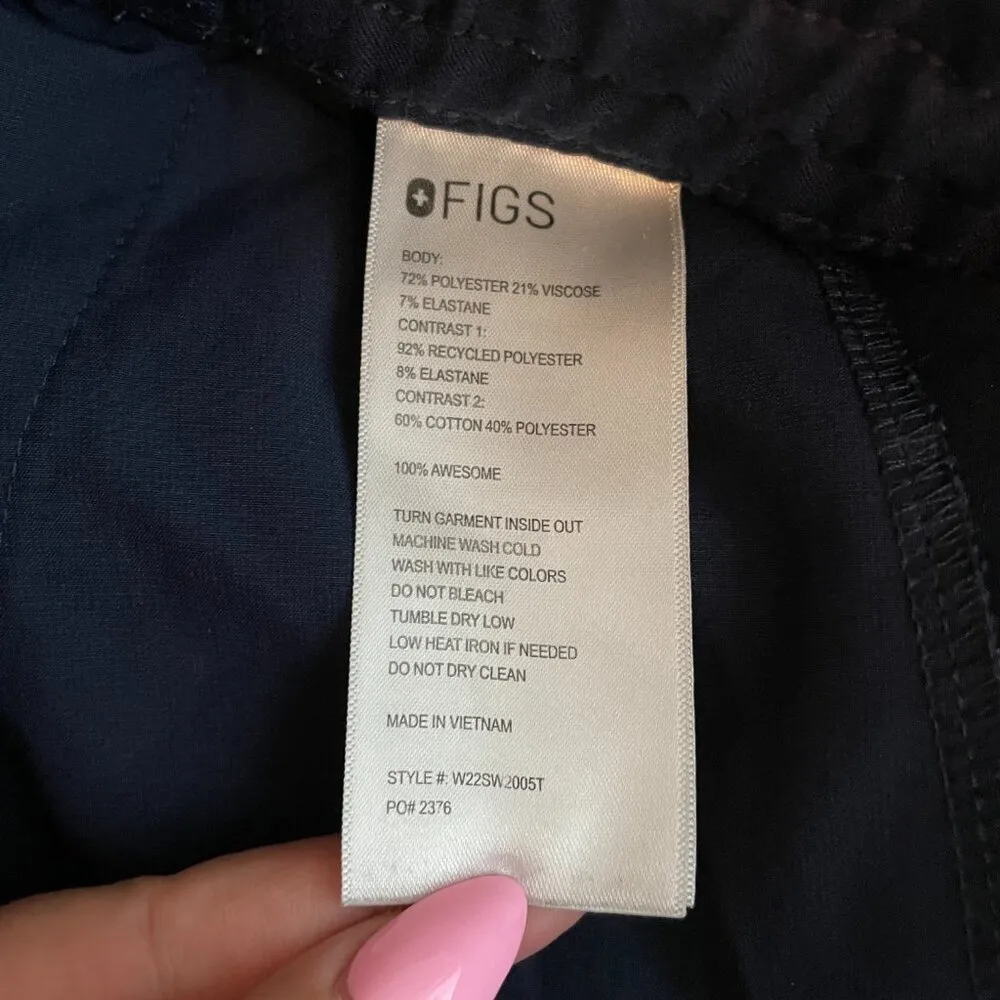 FIGS
BODY:
72% POLYESTER 21% VISCOSE
7% ELASTANE
CONTRAST 1:
92% RECYCLED POLYESTER
8% ELASTANE
CONTRAST 2:
60% COTTON 40% POLYESTER
100% AWESOME
TURN GARMENT INSIDE OUT
MACHINE WASH COLD
WASH WITH LIKE COLORS
DO NOT BLEACH
TUMBLE DRY LOW
LOW HEAT IRON IF NEEDED
DO NOT DRY CLEAN
MADE IN VIETNAM
STYLE #: W22SW2005T
PO# 2376